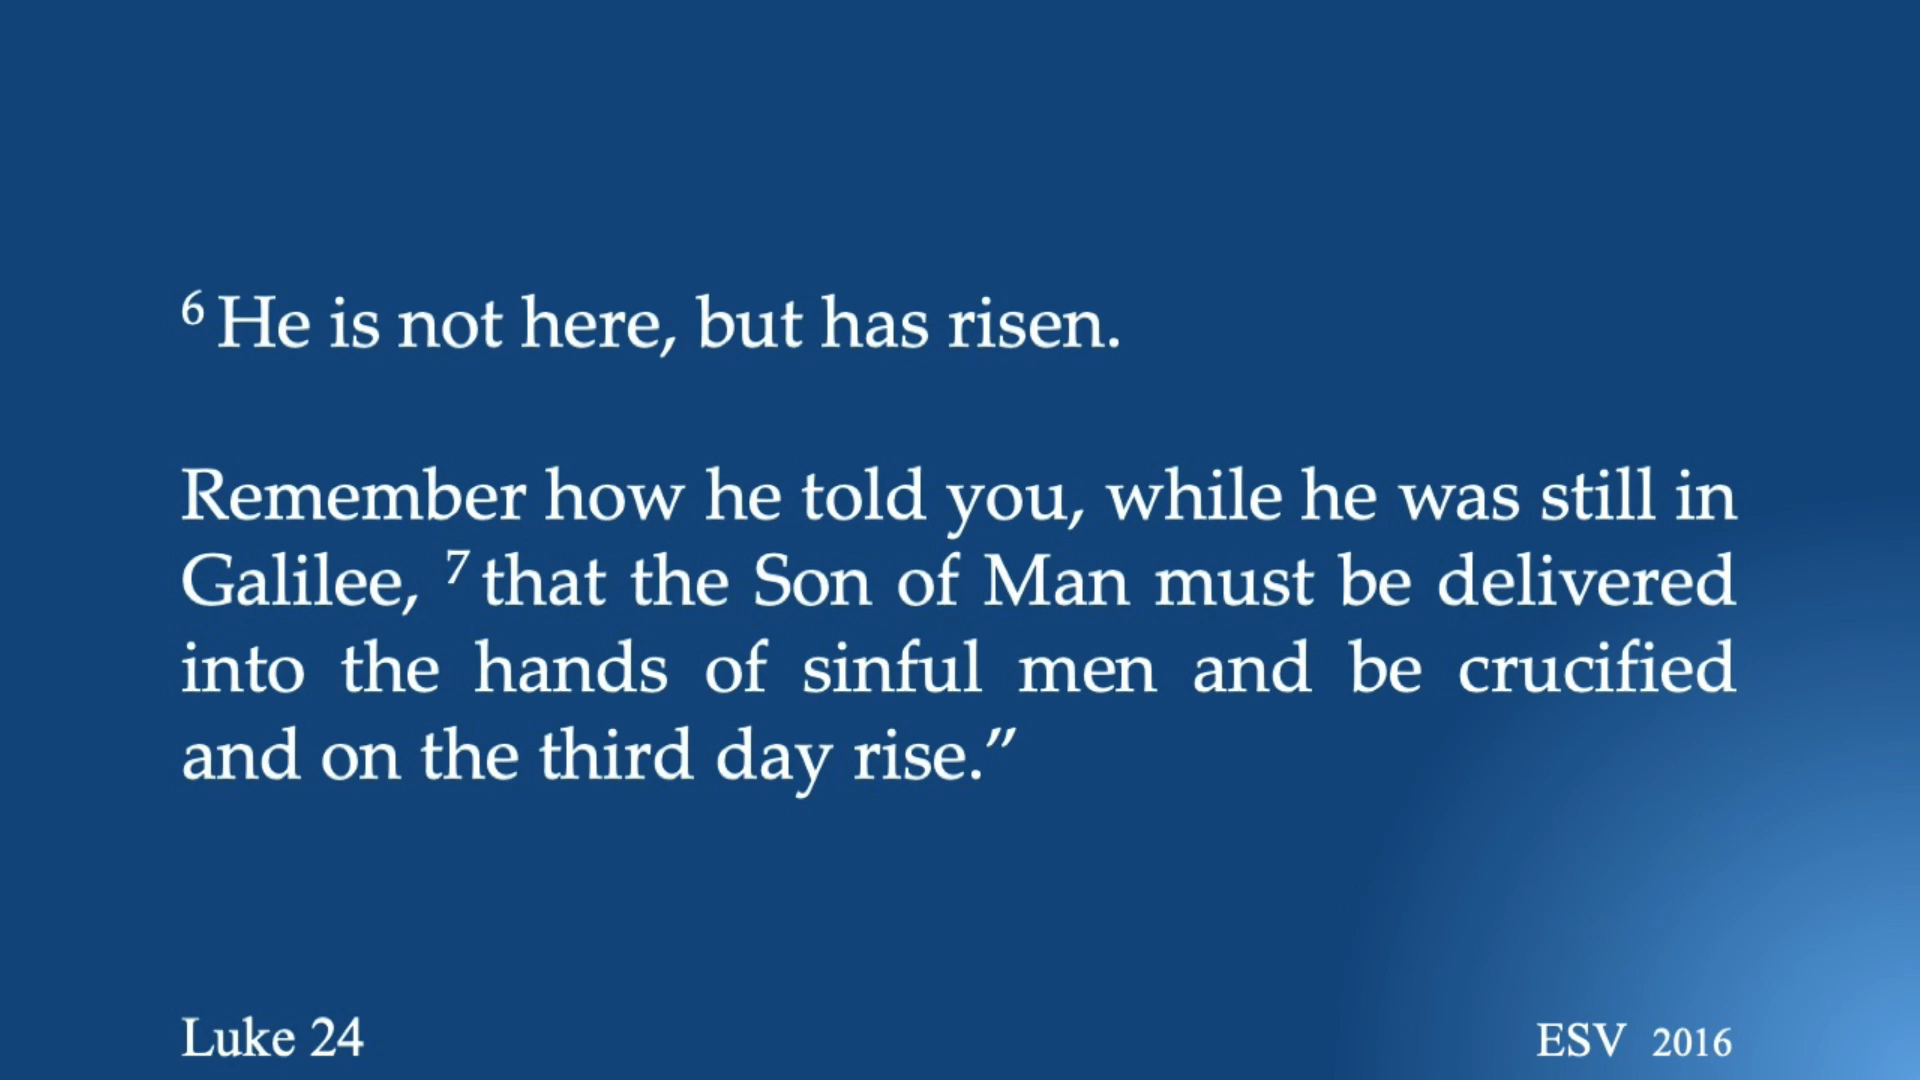 6 He is not here, but has risen.
Remember how he told you, while he was still in
Galilee, 7 that the Son of Man must be delivered
into the hands of sinful men and be crucified
and on the third day rise.”
Luke 24
ESV 2016